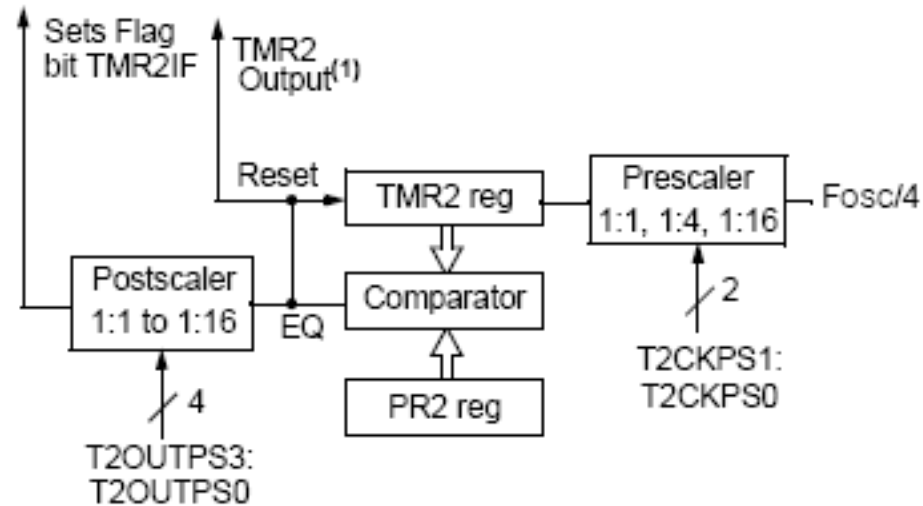 Sets Flag
bit TMR2IF
TMR2
Output(1)
Reset
TMR2 reg
Prescaler
1:1, 1:4, 1:16
Fosc/4
Postscaler
1:1 to 1:16
EQ
Comparator
2
T2CKPS1:
T2CKPS0
PR2 reg
4
T2OUTPS3:
T2OUTPS0